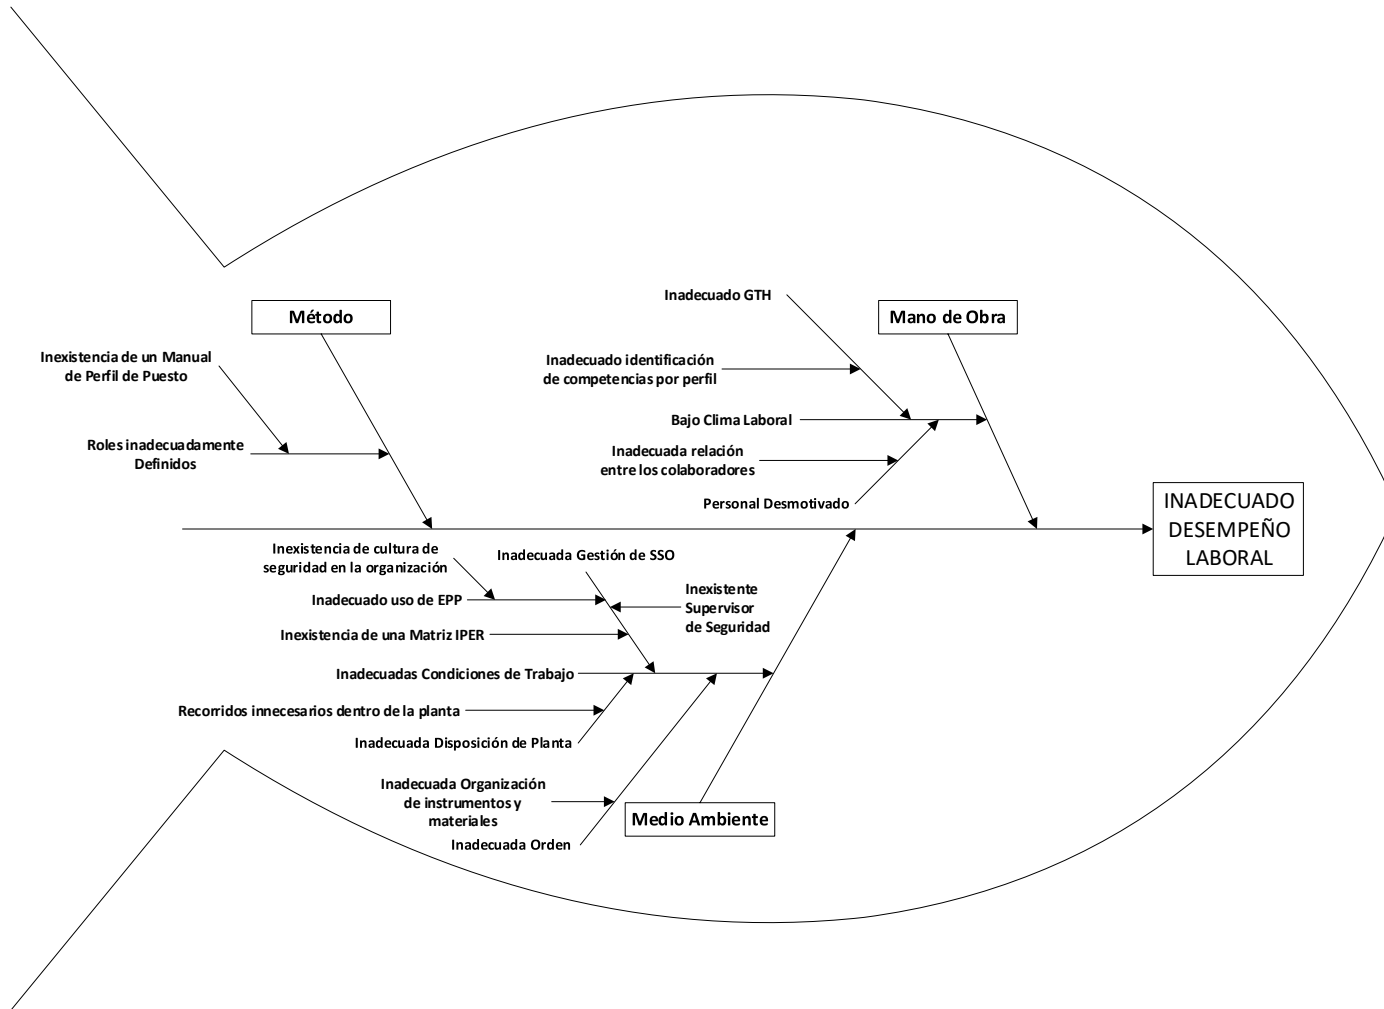 Inadecuado GTH
Método
Mano de Obra
Inexistencia de un Manual
de Perfil de Puesto
Inadecuado identificación
de competencias por perfil
Bajo Clima Laboral
Roles inadecuadamente
Definidos
Inadecuada relación
entre los colaboradores
Personal Desmotivado
INADECUADO
DESEMPEÑO
LABORAL
Inexistencia de cultura de
seguridad en la organización
Inadecuada Gestión de SSO
Inadecuado uso de EPP
Inexistente
Supervisor
de Seguridad
Inexistencia de una Matriz IPER
Inadecuadas Condiciones de Trabajo
Recorridos innecesarios dentro de la planta
Inadecuada Disposición de Planta
Inadecuada Organización
de instrumentos y
materiales
Medio Ambiente
Inadecuada Orden